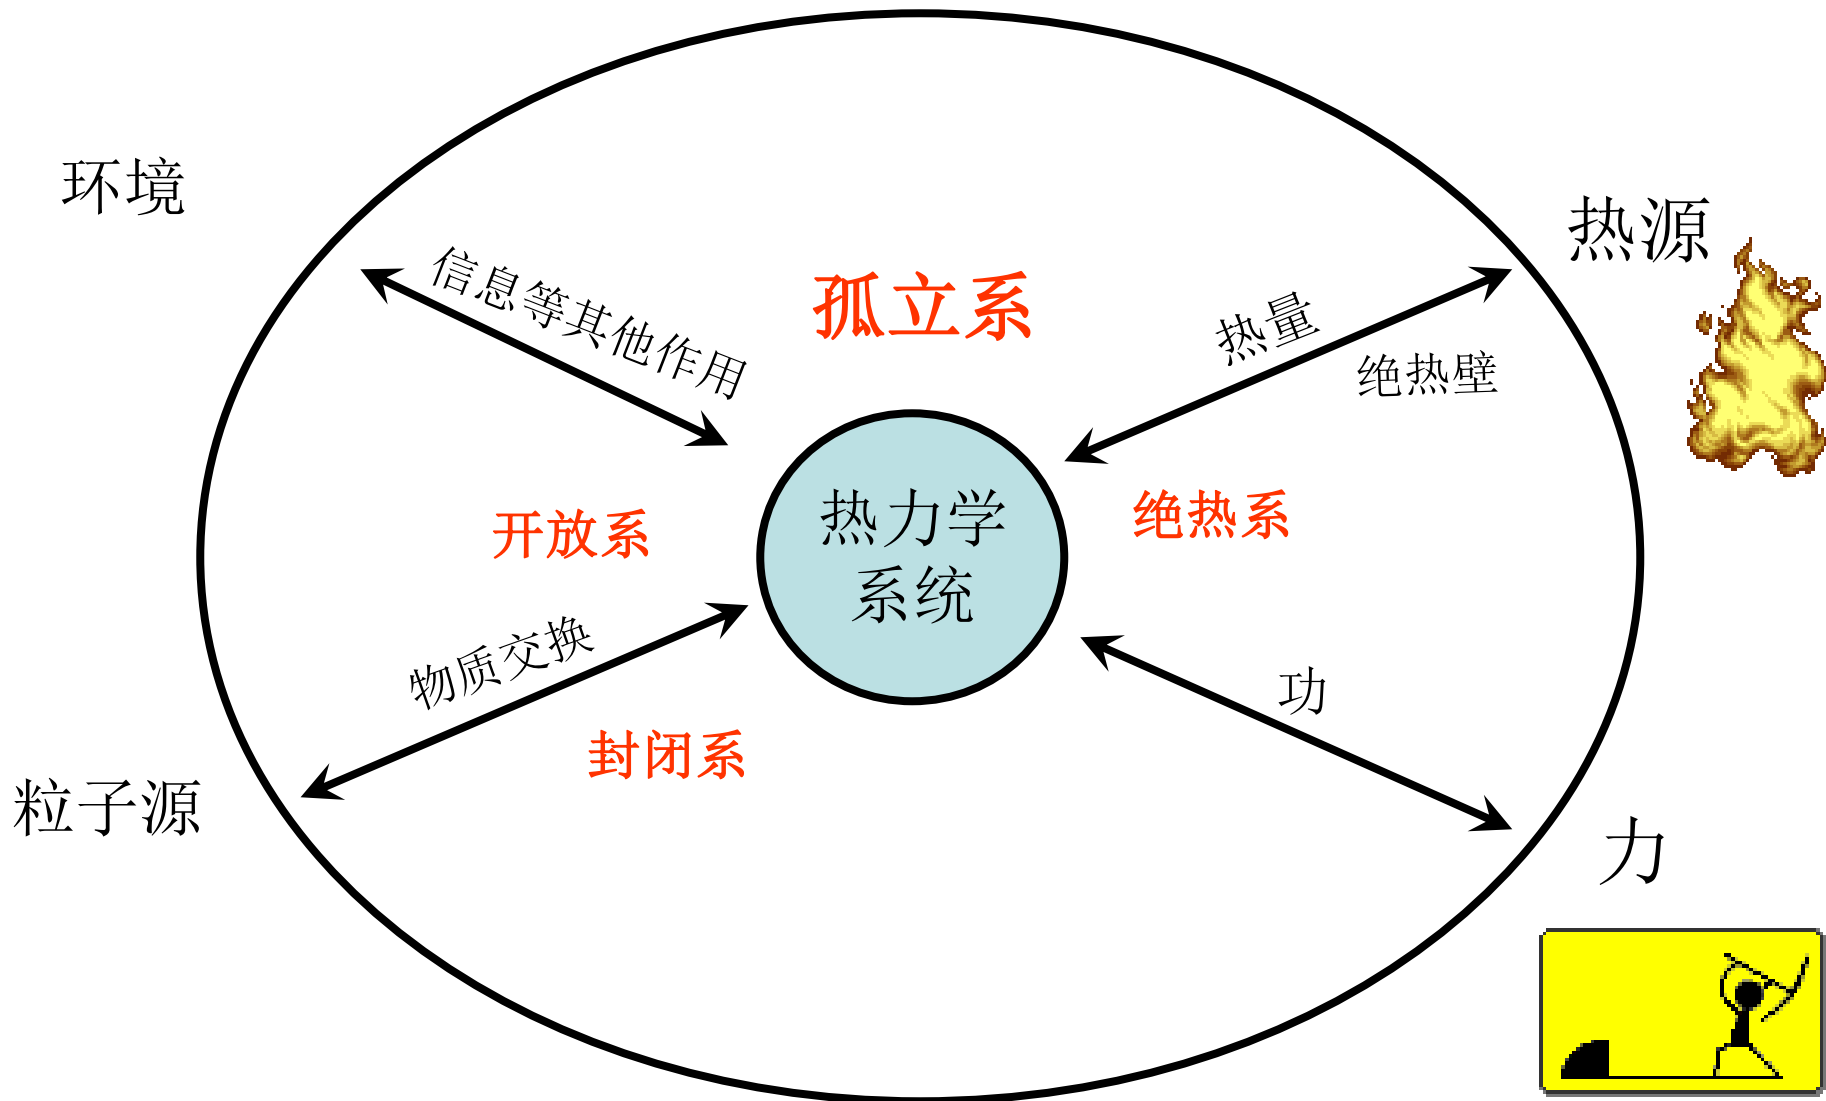 环境
热源
信息等其他作用
孤立系
热量
绝热壁
开放系
热力学
系统
绝热系
物质交换
功
封闭系
粒子源
力